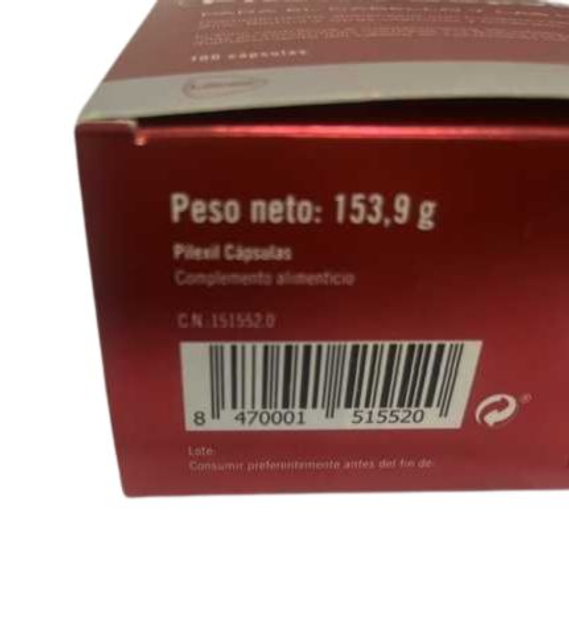 100 cápsulas
Peso neto: 153,9 g
Pilexil Cápsulas
Complemento alimenticio
C.N. 151552.0
8 470001 515520
Lote:
Consumir preferentemente antes del fin de: